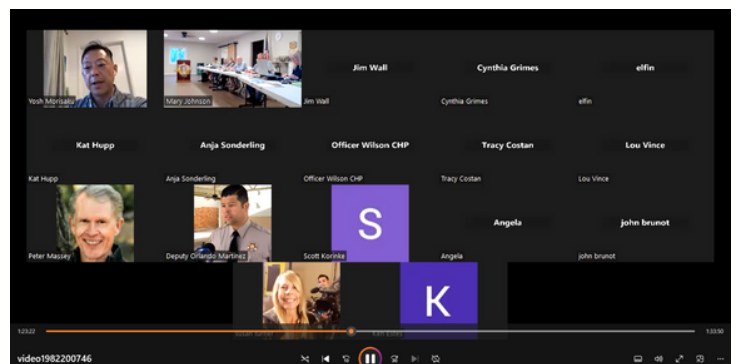 Yosh Morisaku
Mary Johnson
Jim Wall
Jim Wall
Cynthia Grimes
Cynthia Grimes
elfin
elfin
Kat Hupp
Kat Hupp
Anja Sonderling
Anja Sonderling
Officer Wilson CHP
Officer Wilson CHP
Tracy Costan
Tracy Costan
Lou Vince
Lou Vince
Peter Massey
Deputy Orlando Martinez
S
Scott Korinke
Angela
Angela
john brunot
john brunot
K
1:23:22
1:33:50
video1982200746